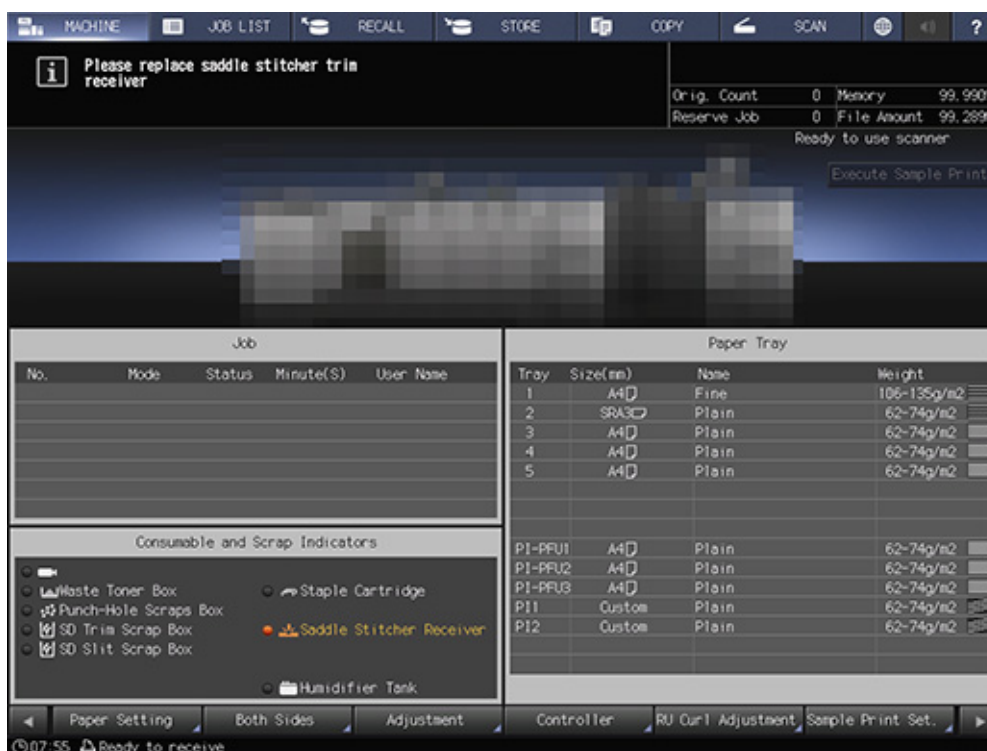 MACHINE JOB LIST RECALL STORE COPY SCAN ?
Please replace saddle stitcher trim
receiver
Orig. Count 0 Memory 99.990
Reserve Job 0 File Amount 99.289
Ready to use scanner
Execute Sample Print
Job
No. Mode Status Minute(S) User Name
Paper Tray
Tray Size(mm) Name Weight
1 A4 Fine 106-135g/m2
2 SRA3 Plain 62-74g/m2
3 A4 Plain 62-74g/m2
4 A4 Plain 62-74g/m2
5 A4 Plain 62-74g/m2
PI-PFU1 A4 Plain 62-74g/m2
PI-PFU2 A4 Plain 62-74g/m2
PI-PFU3 A4 Plain 62-74g/m2
PI1 Custom Plain 62-74g/m2
PI2 Custom Plain 62-74g/m2
Consumable and Scrap Indicators
Waste Toner Box
Staple Cartridge
Punch-Hole Scraps Box
SD Trim Scrap Box
Saddle Stitcher Receiver
SD Slit Scrap Box
Humidifier Tank
Paper Setting Both Sides Adjustment Controller RU Curl Adjustment Sample Print Set.
07:55 Ready to receive